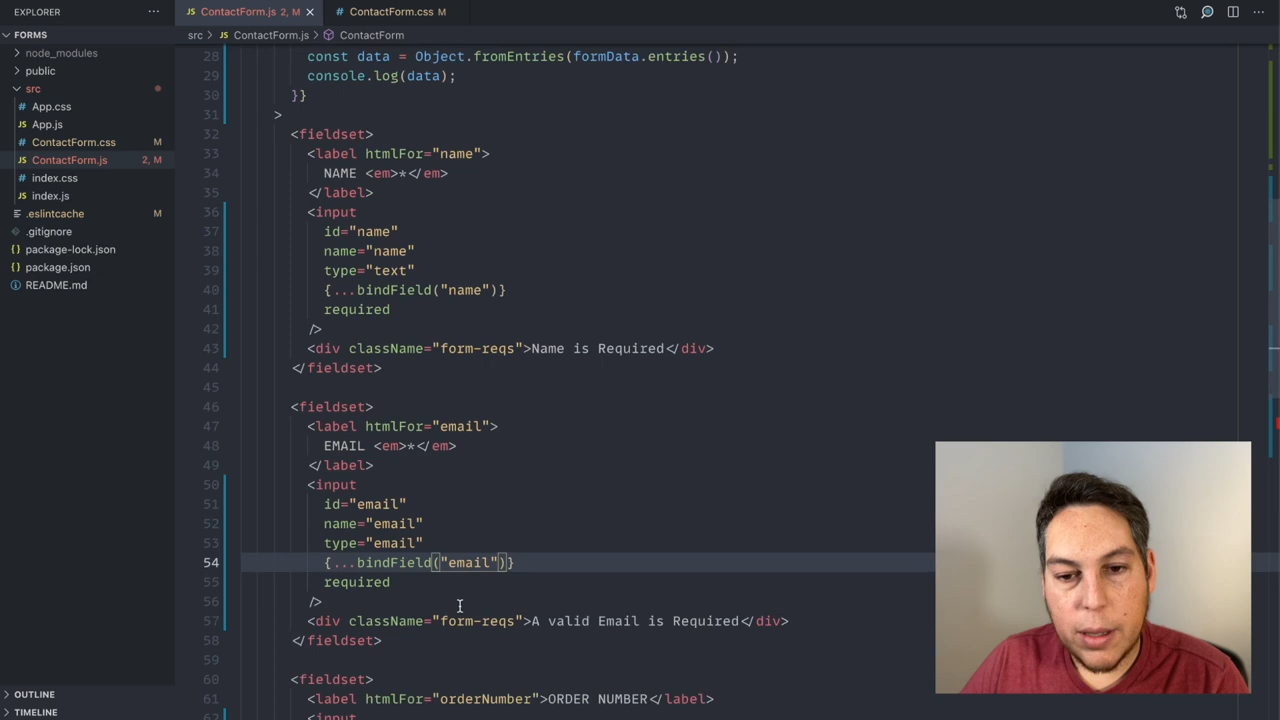 EXPLORER
FORMS
node_modules
public
src
App.css
App.js
ContactForm.css M
ContactForm.js 2, M
index.css
index.js
.eslintcache M
.gitignore
package-lock.json
package.json
README.md
OUTLINE
TIMELINE
ContactForm.js 2, M
ContactForm.css M
src > ContactForm.js > ContactForm
28 const data = Object.fromEntries(formData.entries());
29 console.log(data);
30 }}
31 >
32 <fieldset>
33 <label htmlFor="name">
34 NAME <em>*</em>
35 </label>
36 <input
37 id="name"
38 name="name"
39 type="text"
40 {...bindField("name")}
41 required
42 />
43 <div className="form-reqs">Name is Required</div>
44 </fieldset>
45
46 <fieldset>
47 <label htmlFor="email">
48 EMAIL <em>*</em>
49 </label>
50 <input
51 id="email"
52 name="email"
53 type="email"
54 {...bindField("email")}
55 required
56 />
57 <div className="form-reqs">A valid Email is Required</div>
58 </fieldset>
59
60 <fieldset>
61 <label htmlFor="orderNumber">ORDER NUMBER</label>
62 <input